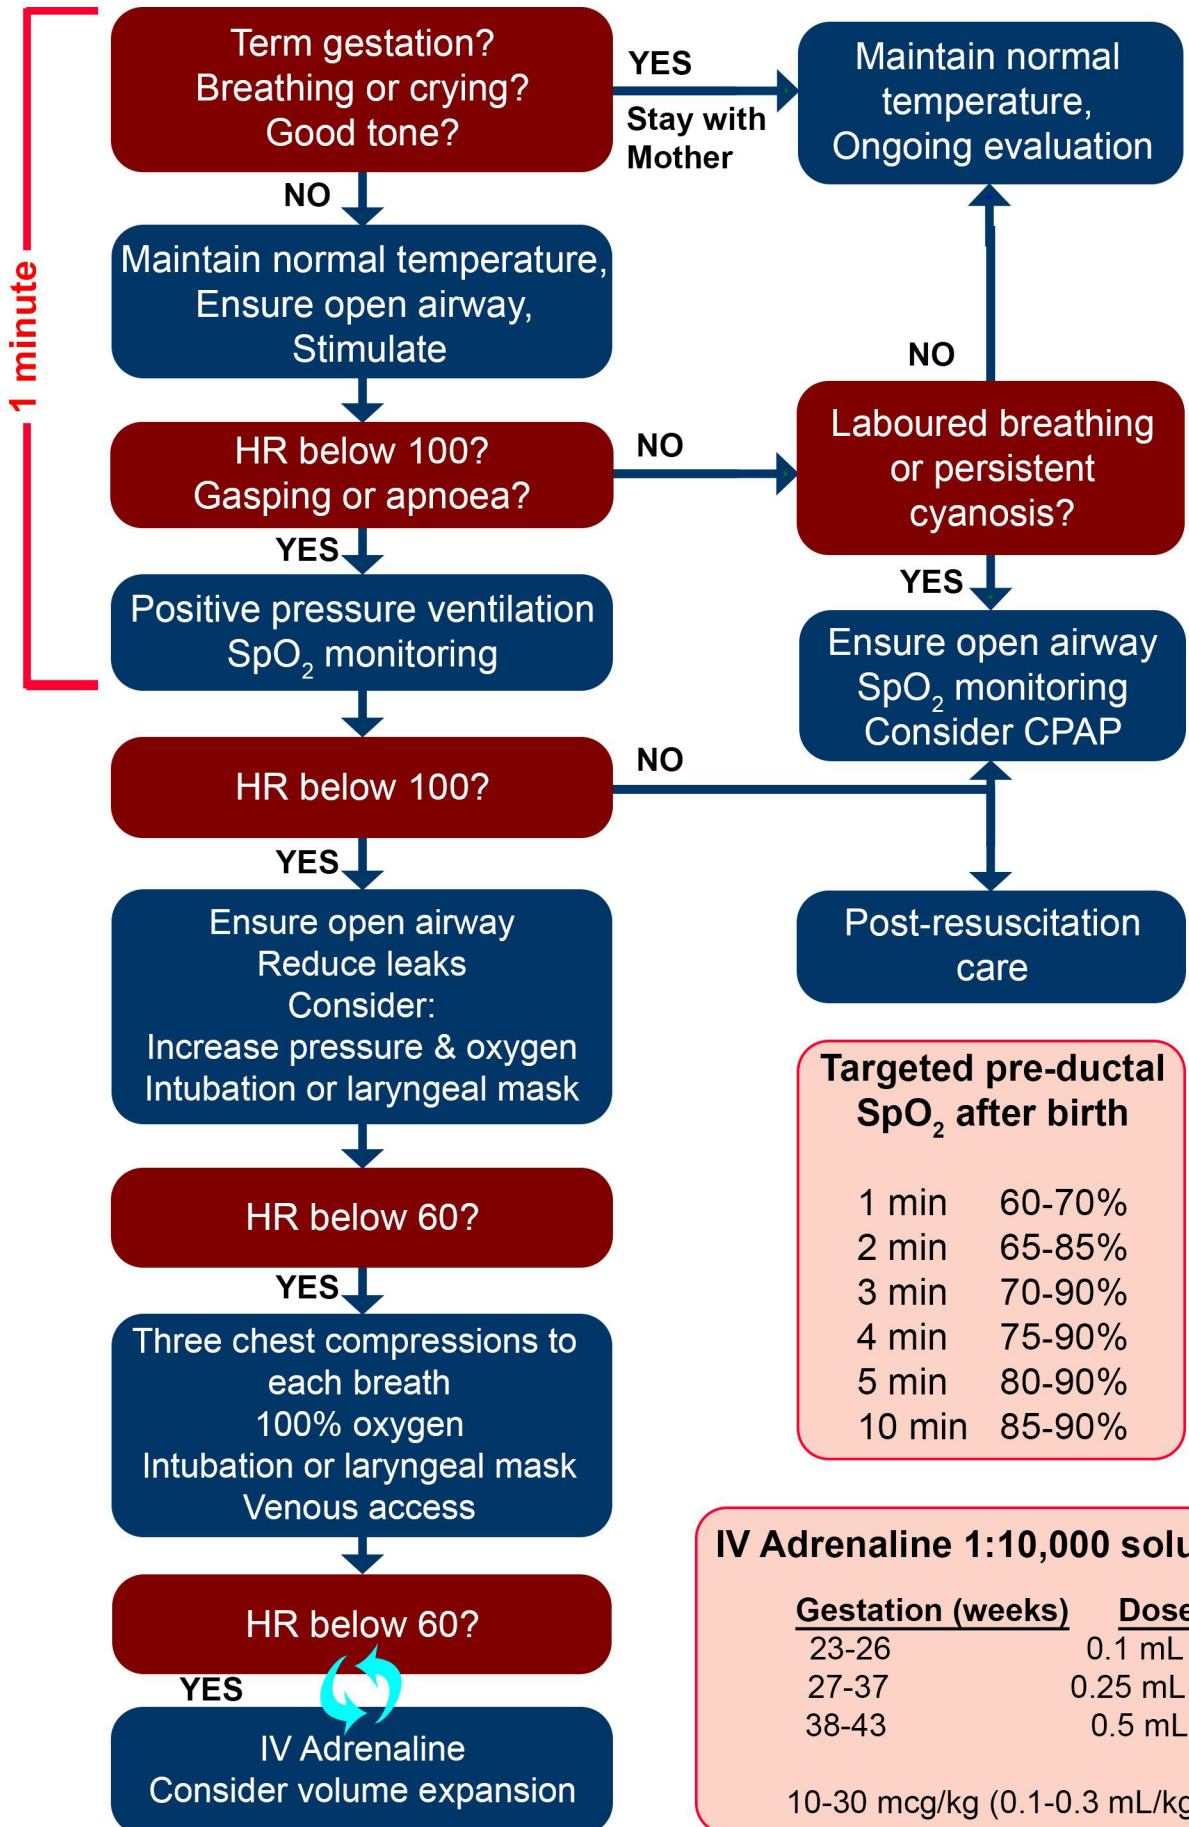 1 minute
Term gestation?
Breathing or crying?
Good tone?
YES
Stay with
Mother
Maintain normal
temperature,
Ongoing evaluation
NO
Maintain normal temperature,
Ensure open airway,
Stimulate
NO
HR below 100?
Gasping or apnoea?
NO
Laboured breathing
or persistent
cyanosis?
YES
YES
Positive pressure ventilation
SpO₂ monitoring
Ensure open airway
SpO₂ monitoring
Consider CPAP
HR below 100?
NO
YES
Ensure open airway
Reduce leaks
Consider:
Increase pressure & oxygen
Intubation or laryngeal mask
Post-resuscitation
care
HR below 60?
YES
Three chest compressions to
each breath
100% oxygen
Intubation or laryngeal mask
Venous access
HR below 60?
YES
IV Adrenaline
Consider volume expansion
Targeted pre-ductal
SpO₂ after birth
1 min 60-70%
2 min 65-85%
3 min 70-90%
4 min 75-90%
5 min 80-90%
10 min 85-90%
IV Adrenaline 1:10,000 solu
Gestation (weeks) Dose
23-26 0.1 mL
27-37 0.25 mL
38-43 0.5 mL
10-30 mcg/kg (0.1-0.3 mL/kg